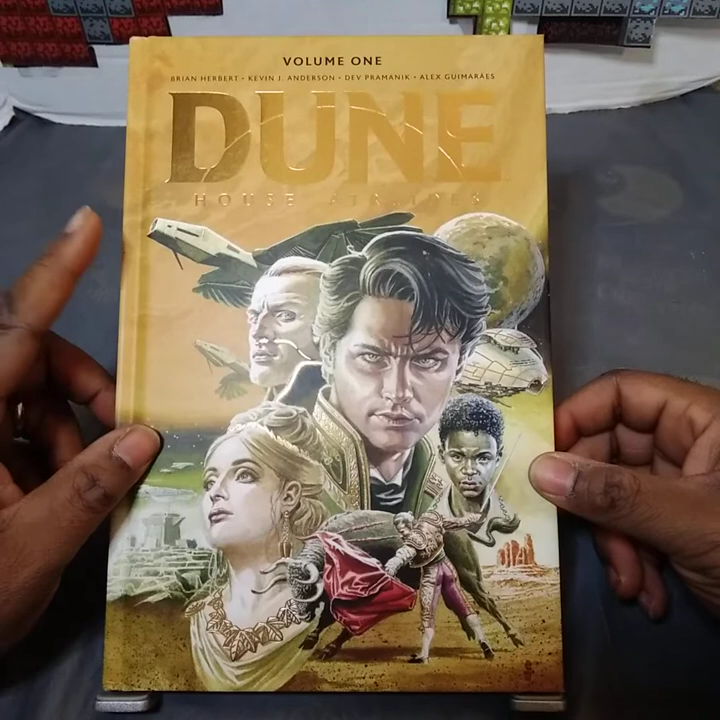 VOLUME ONE
BRIAN HERBERT • KEVIN J. ANDERSON • DEV PRAMANIK • ALEX GUIMARÃES
DUNE
HOUSE ATREIDES